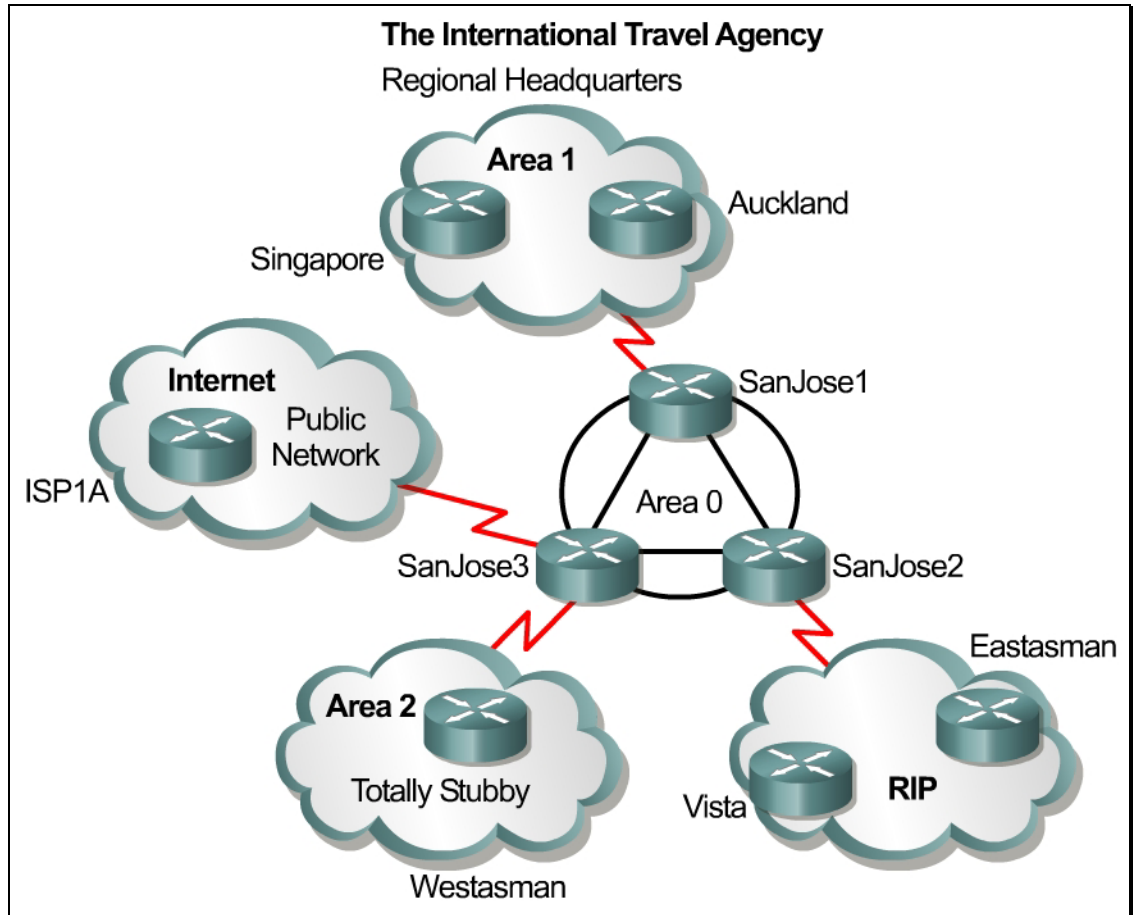 The International Travel Agency
Regional Headquarters
Area 1
Auckland
Singapore
SanJose1
Internet
Public
Network
ISP1A
Area 0
SanJose3
SanJose2
Eastasman
Area 2
Totally Stubby
RIP
Vista
Westasman